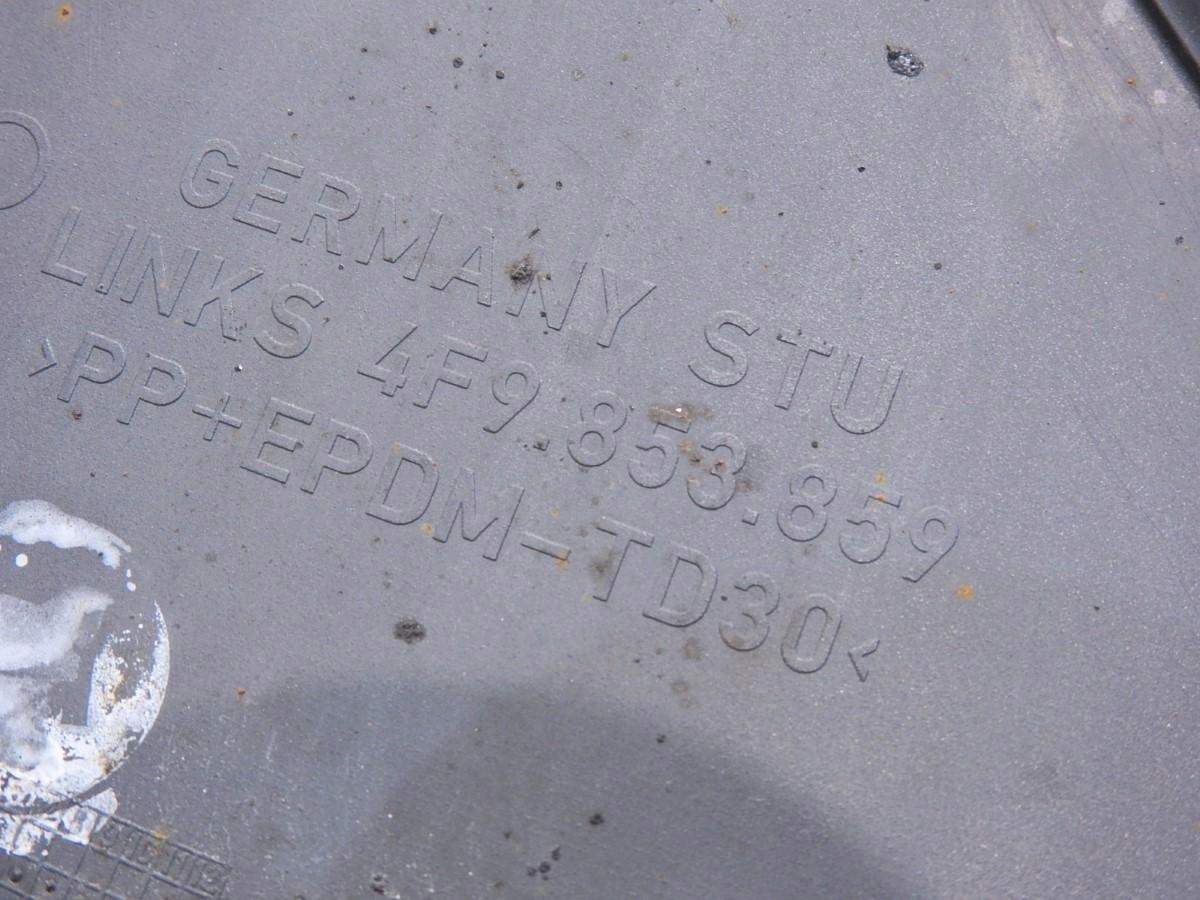 GERMANY STU
LINKS 4F9.853.859
>PP+EPDM-TD30<